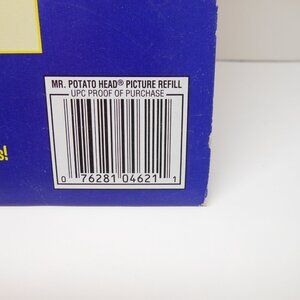 MR. POTATO HEAD® PICTURE REFILL
UPC PROOF OF PURCHASE
s!
0 76281 04621 1